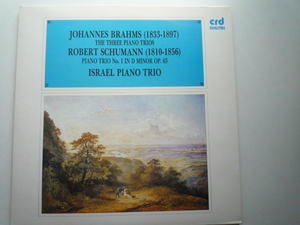 crd
JOHANNES BRAHMS (1833-1897)
THE THREE PIANO TRIOS
ROBERT SCHUMANN (1810-1856)
PIANO TRIO No. 1 IN D MINOR OP. 63
ISRAEL PIANO TRIO